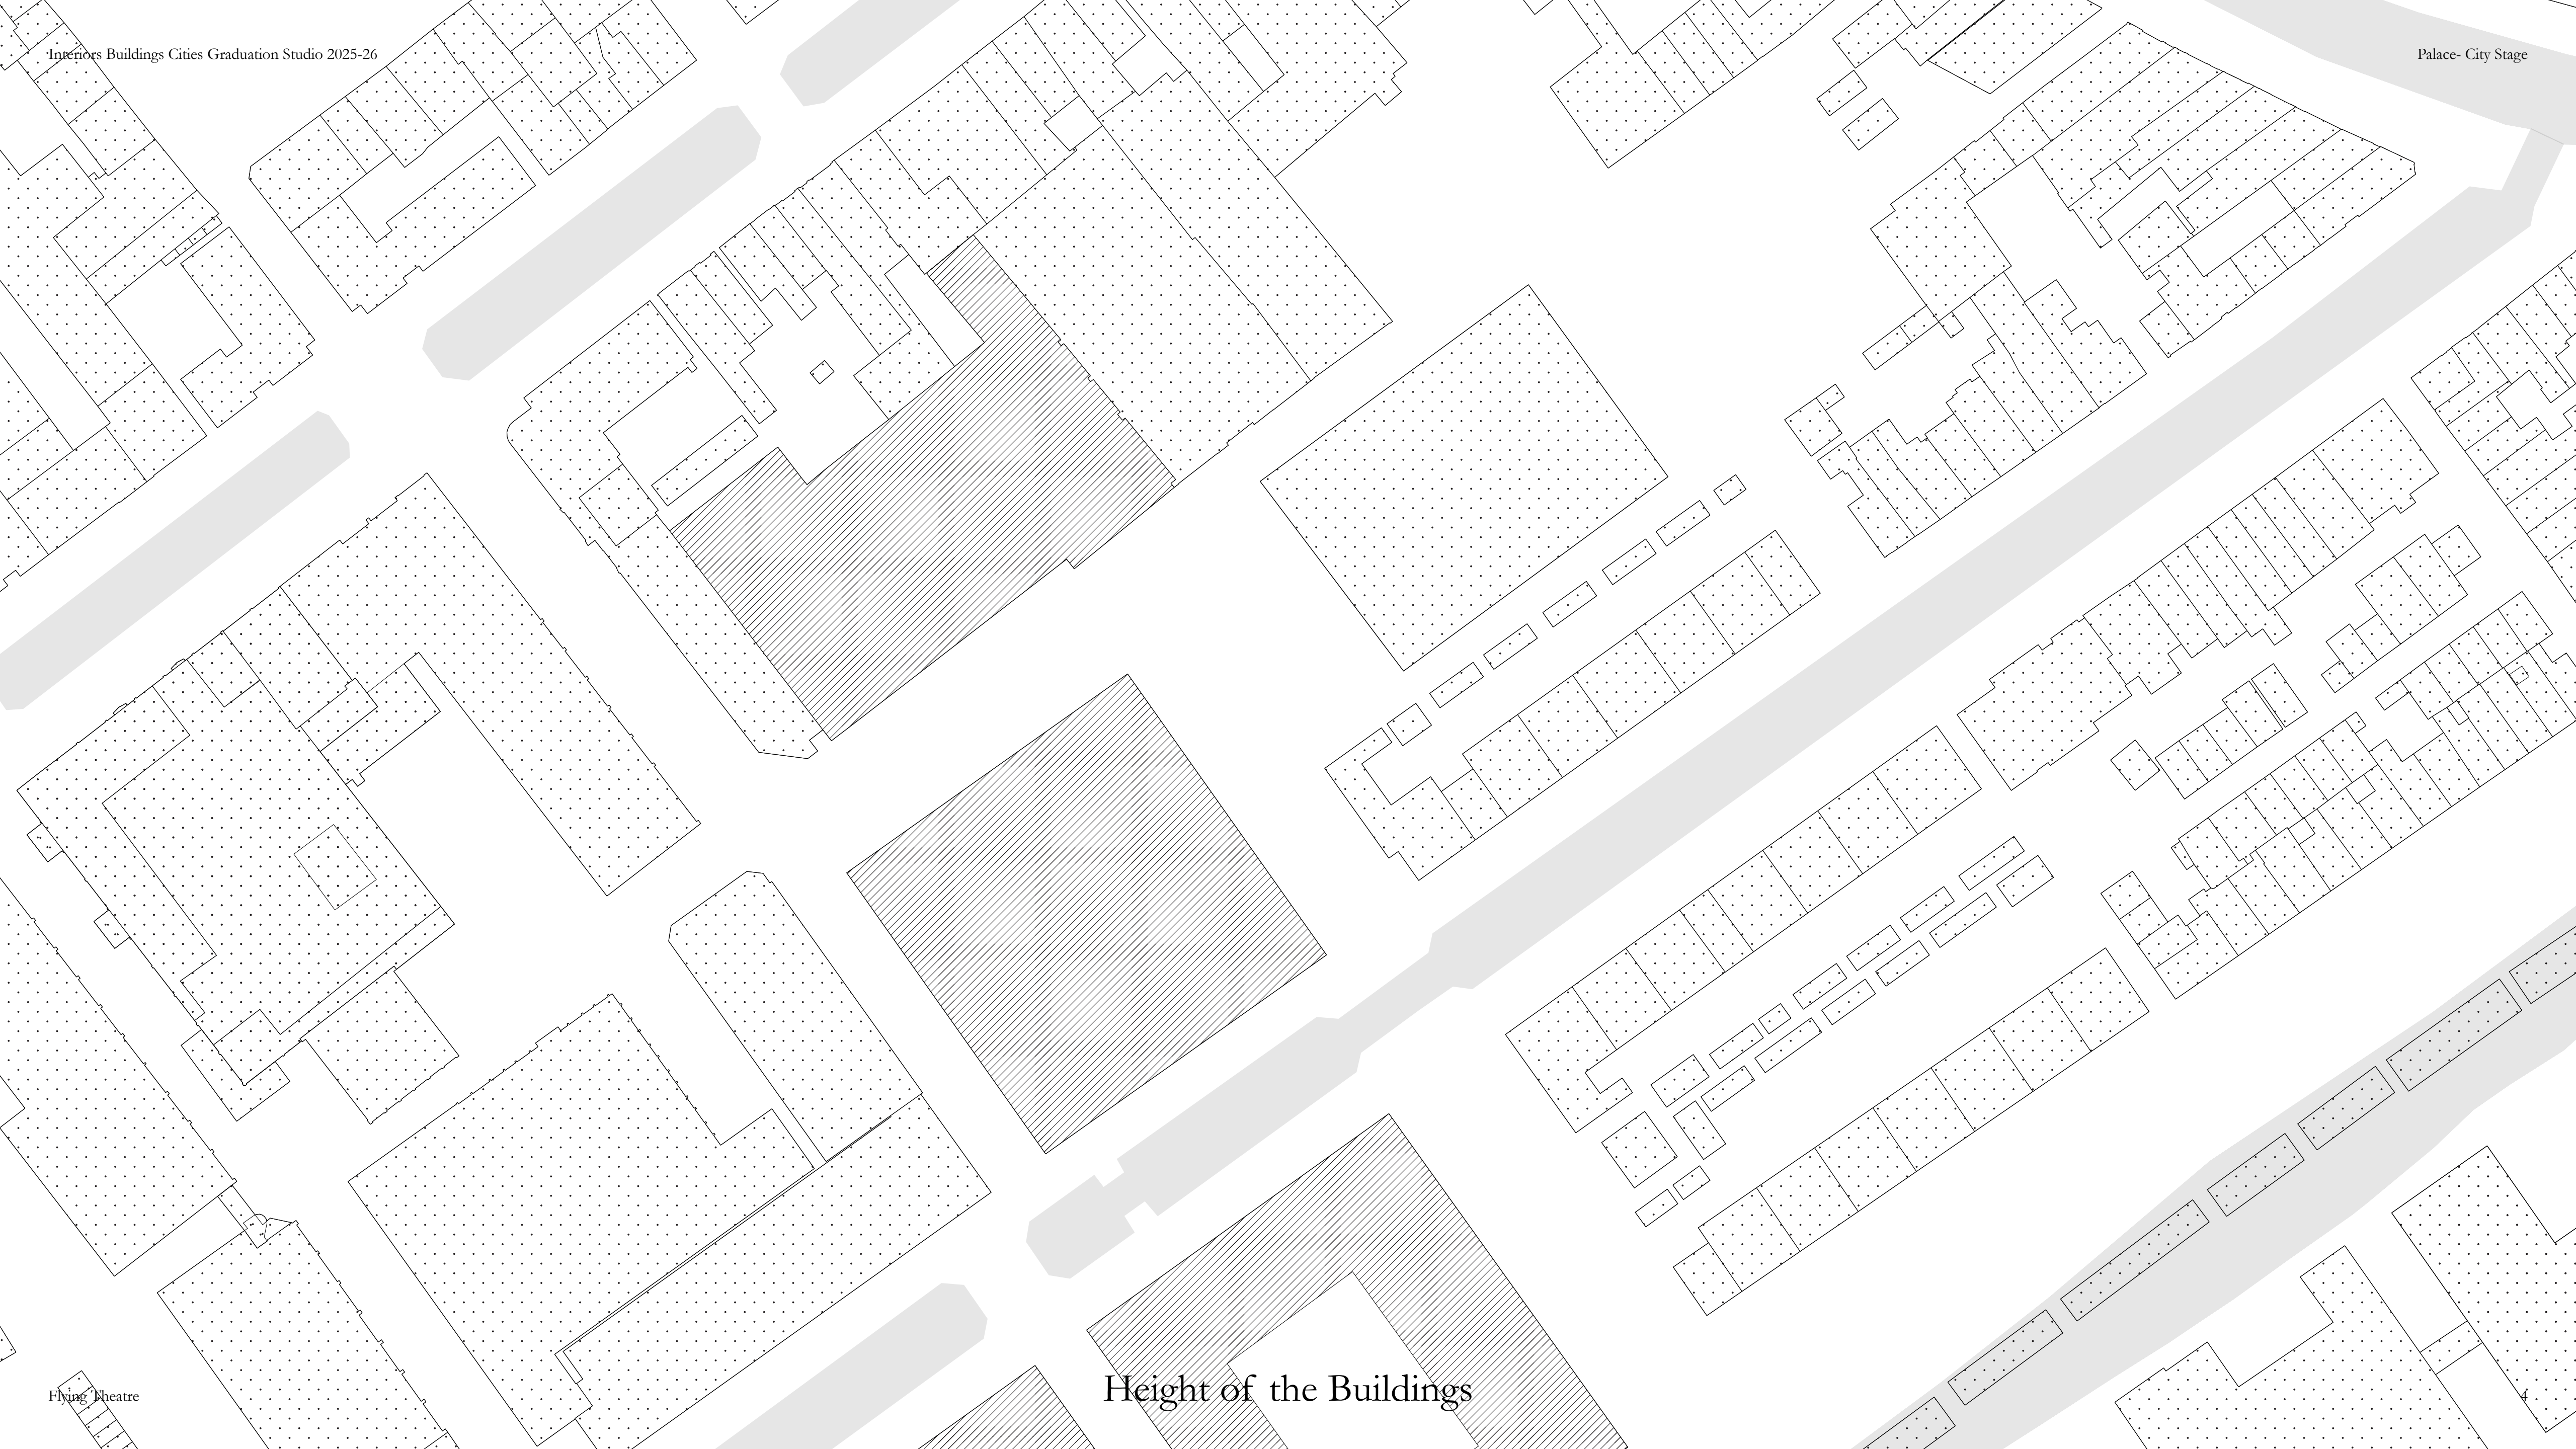 Interiors Buildings Cities Graduation Studio 2025-26
Palace- City Stage
Flying Theatre
Height of the Buildings
4